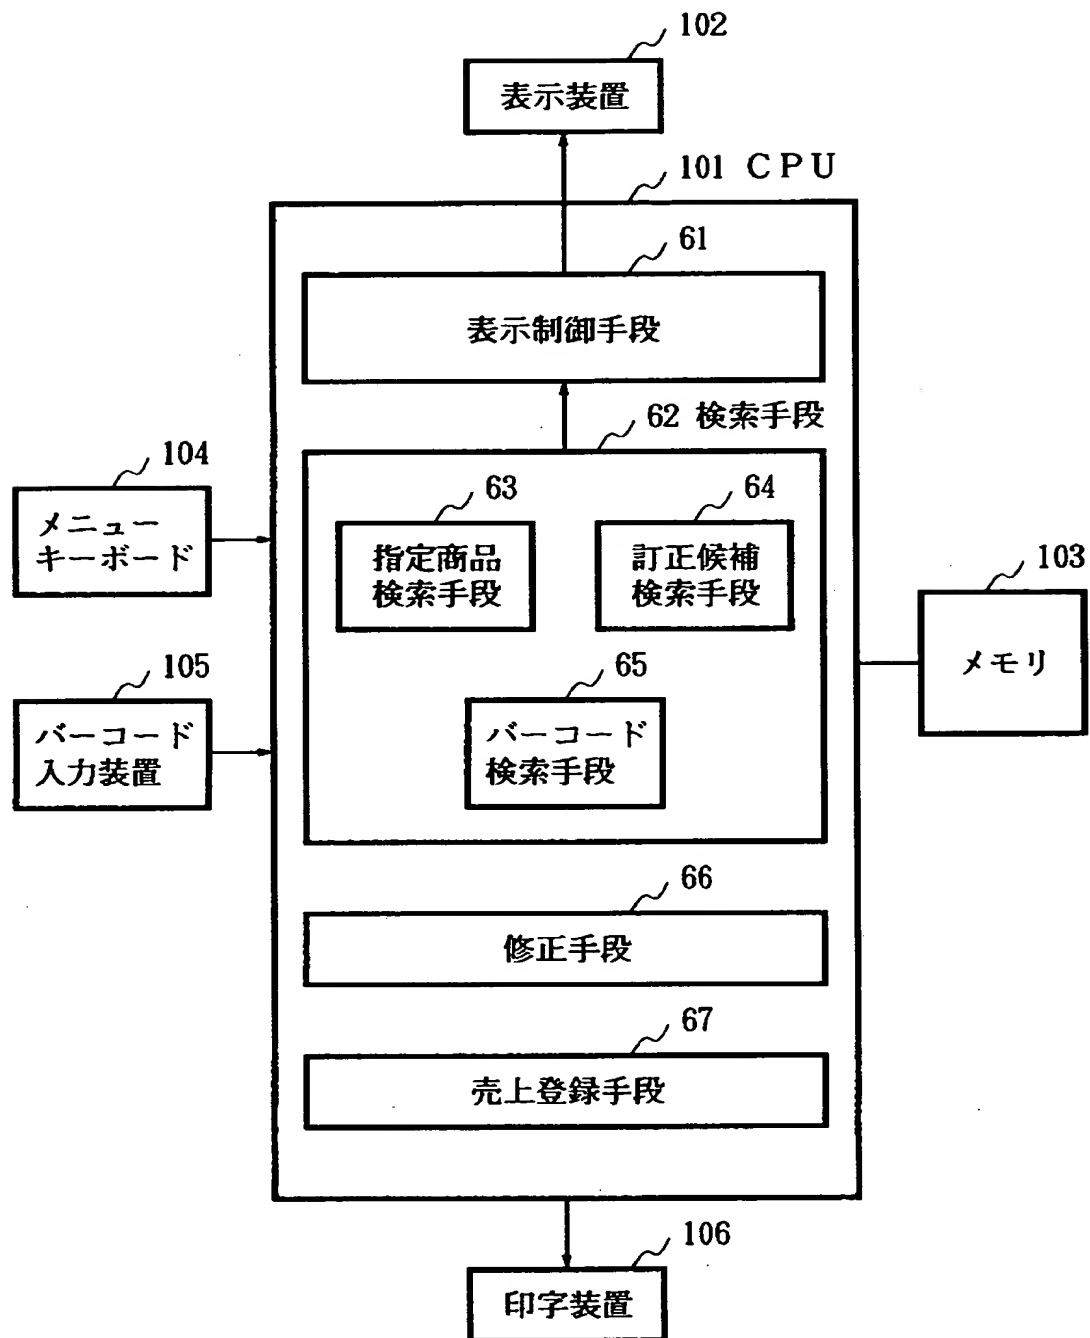 102
表示装置
101 CPU
61
表示制御手段
62 検索手段
104
メニュー
キーボード
63
指定商品
検索手段
64
訂正候補
検索手段
103
メモリ
105
バーコード
入力装置
65
バーコード
検索手段
66
修正手段
67
売上登録手段
106
印字装置